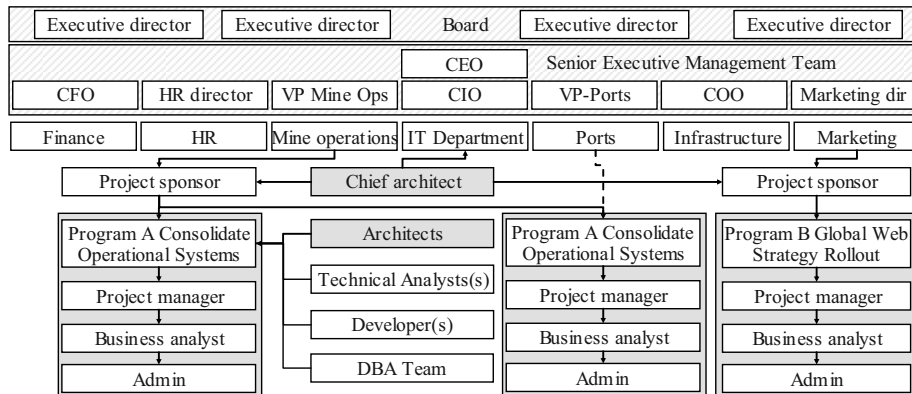 Executive director
Executive director
Board
Executive director
Executive director
CEO
Senior Executive Management Team
CFO
HR director
VP Mine Ops
CIO
VP-Ports
COO
Marketing dir
Finance
HR
Mine operations
IT Department
Ports
Infrastructure
Marketing
Project sponsor
Chief architect
Project sponsor
Program A Consolidate
Operational Systems
Project manager
Business analyst
Admin
Architects
Technical Analysts(s)
Developer(s)
DBA Team
Program A Consolidate
Operational Systems
Project manager
Business analyst
Admin
Program B Global Web
Strategy Rollout
Project manager
Business analyst
Admin